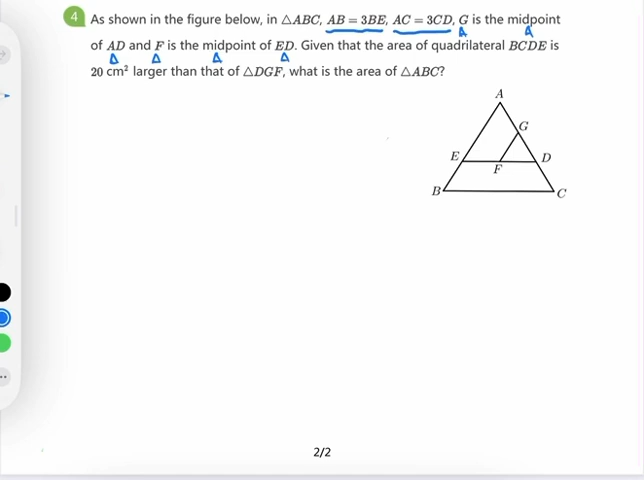 4 As shown in the figure below, in △ABC, AB = 3BE, AC = 3CD, G is the midpoint
of AD and F is the midpoint of ED. Given that the area of quadrilateral BCDE is
20 cm² larger than that of △DGF, what is the area of △ABC?
A
G
E
D
F
B
C
2/2